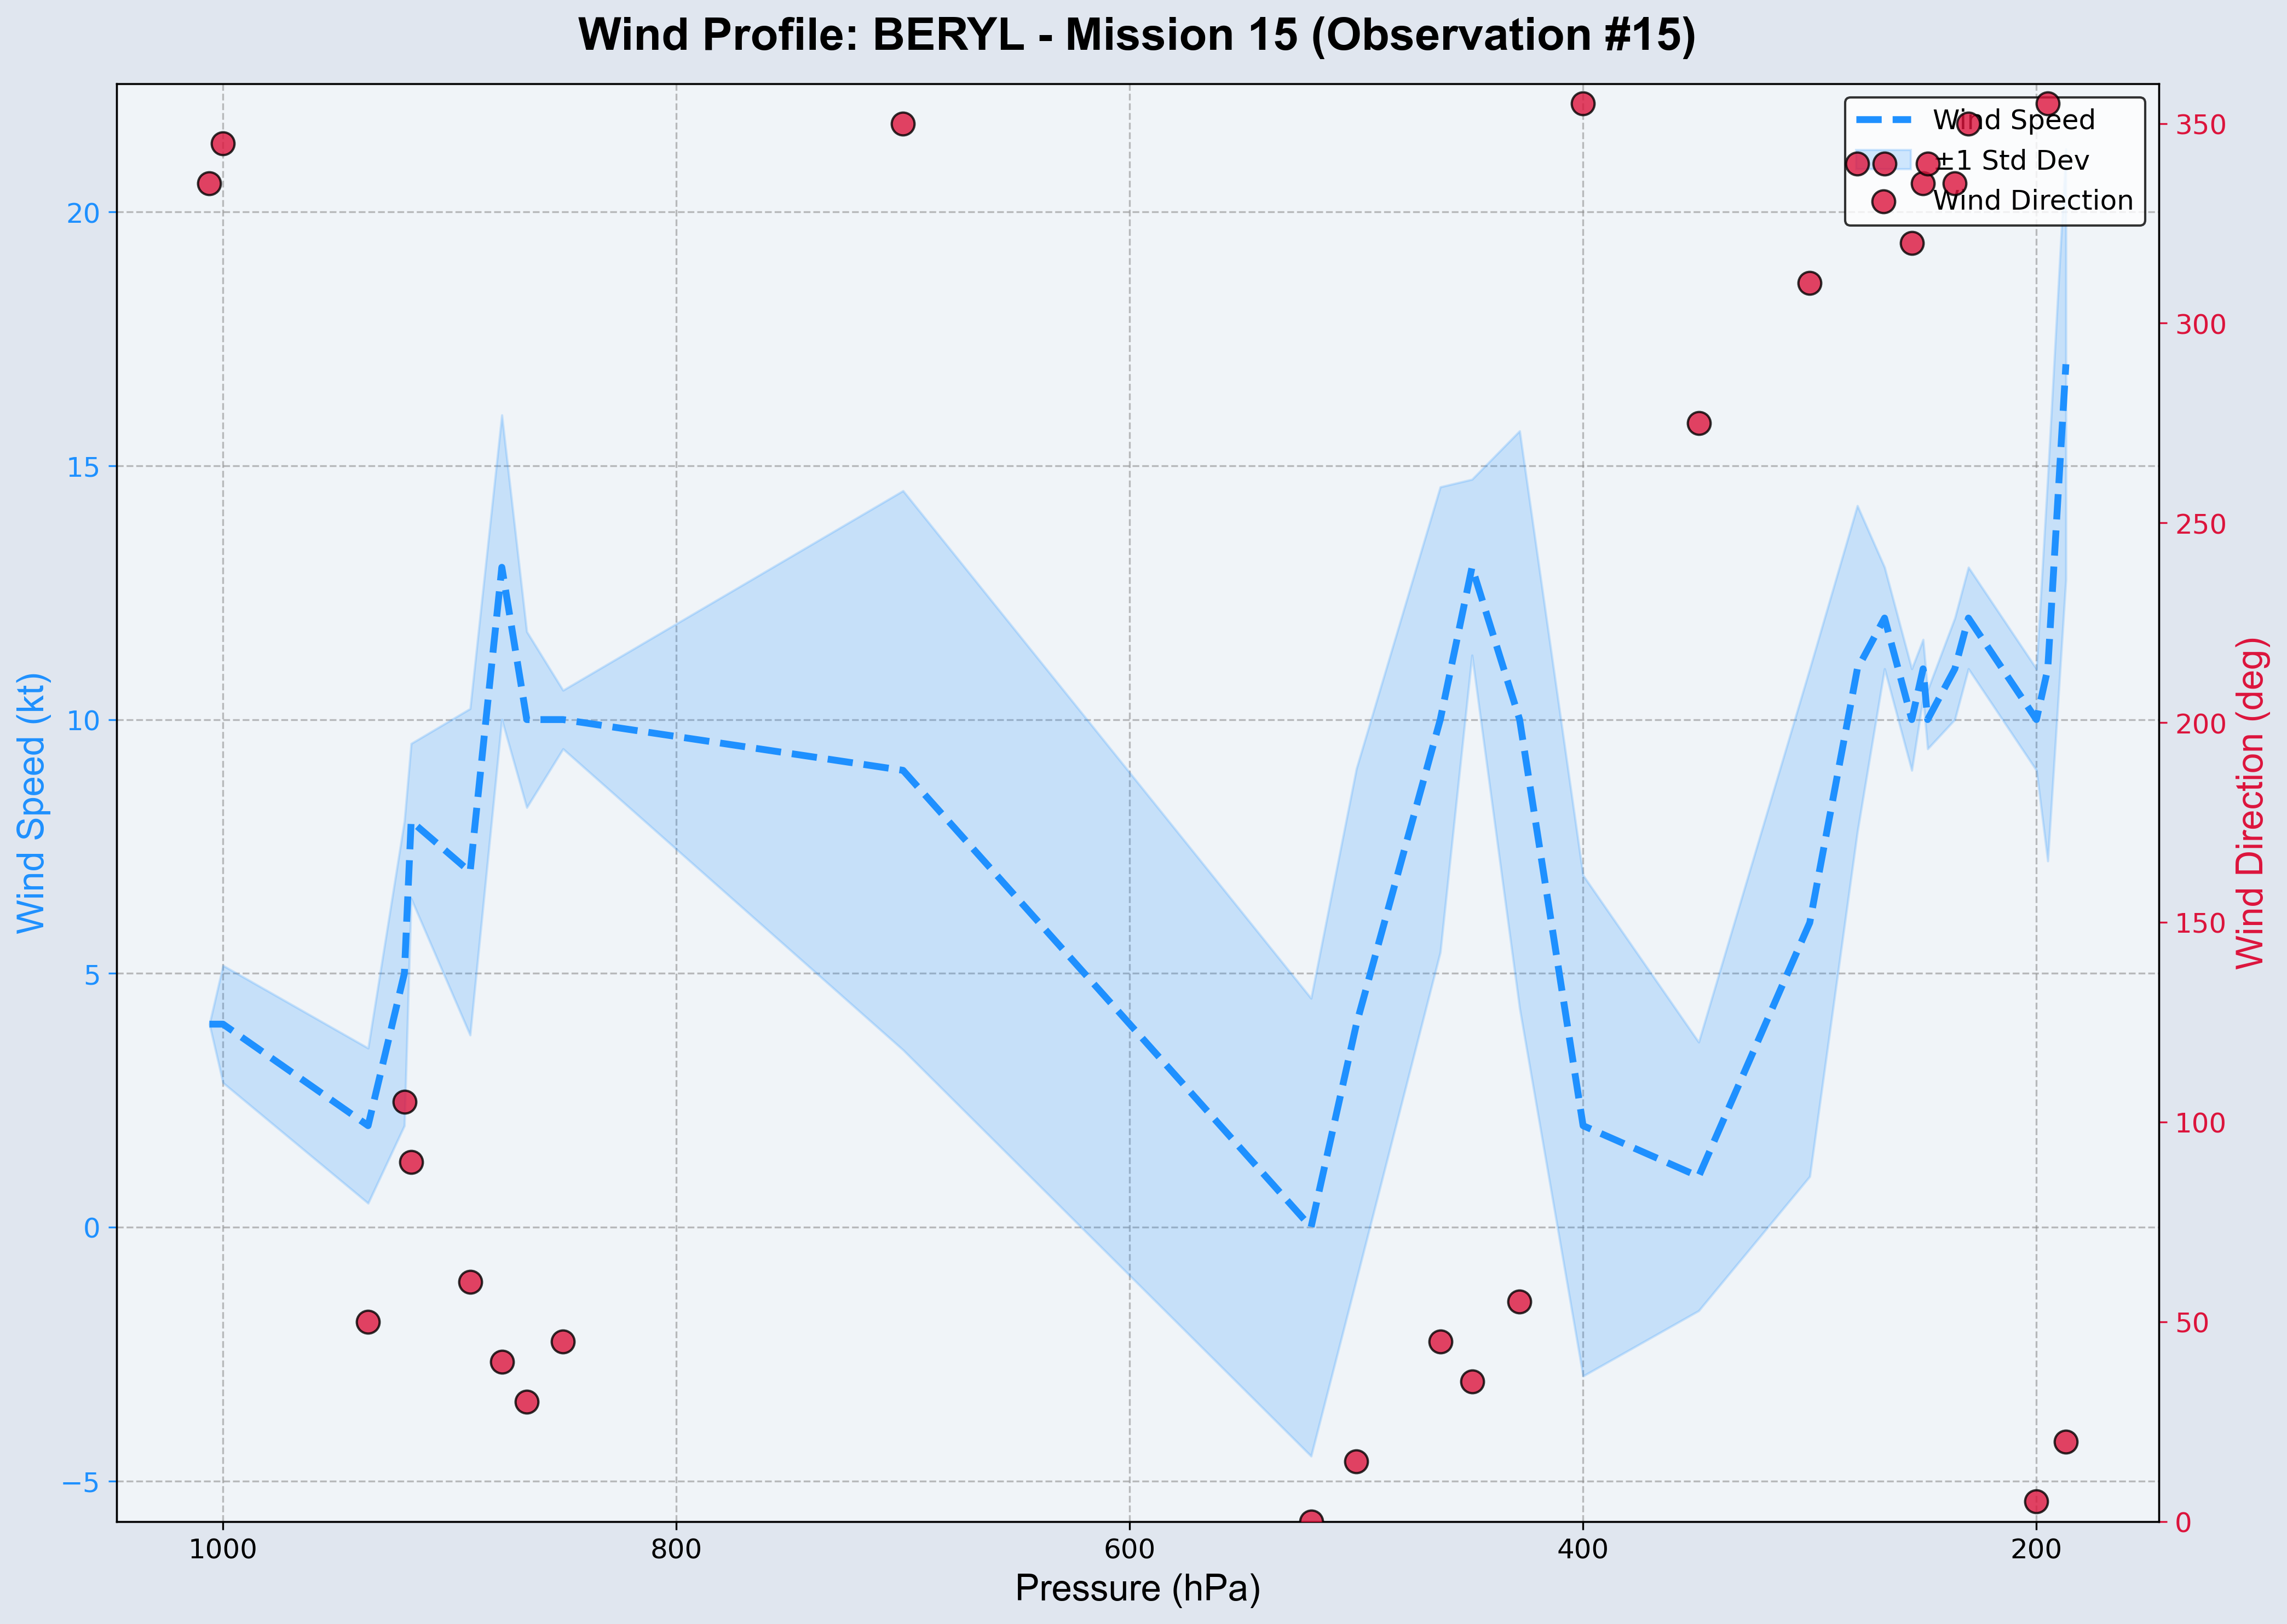 Wind Profile: BERYL - Mission 15 (Observation #15)
Wind Speed
±1 Std Dev
Wind Direction
20
15
10
5
0
−5
Wind Speed (kt)
350
300
250
200
150
100
50
0
Wind Direction (deg)
1000
800
600
400
200
Pressure (hPa)